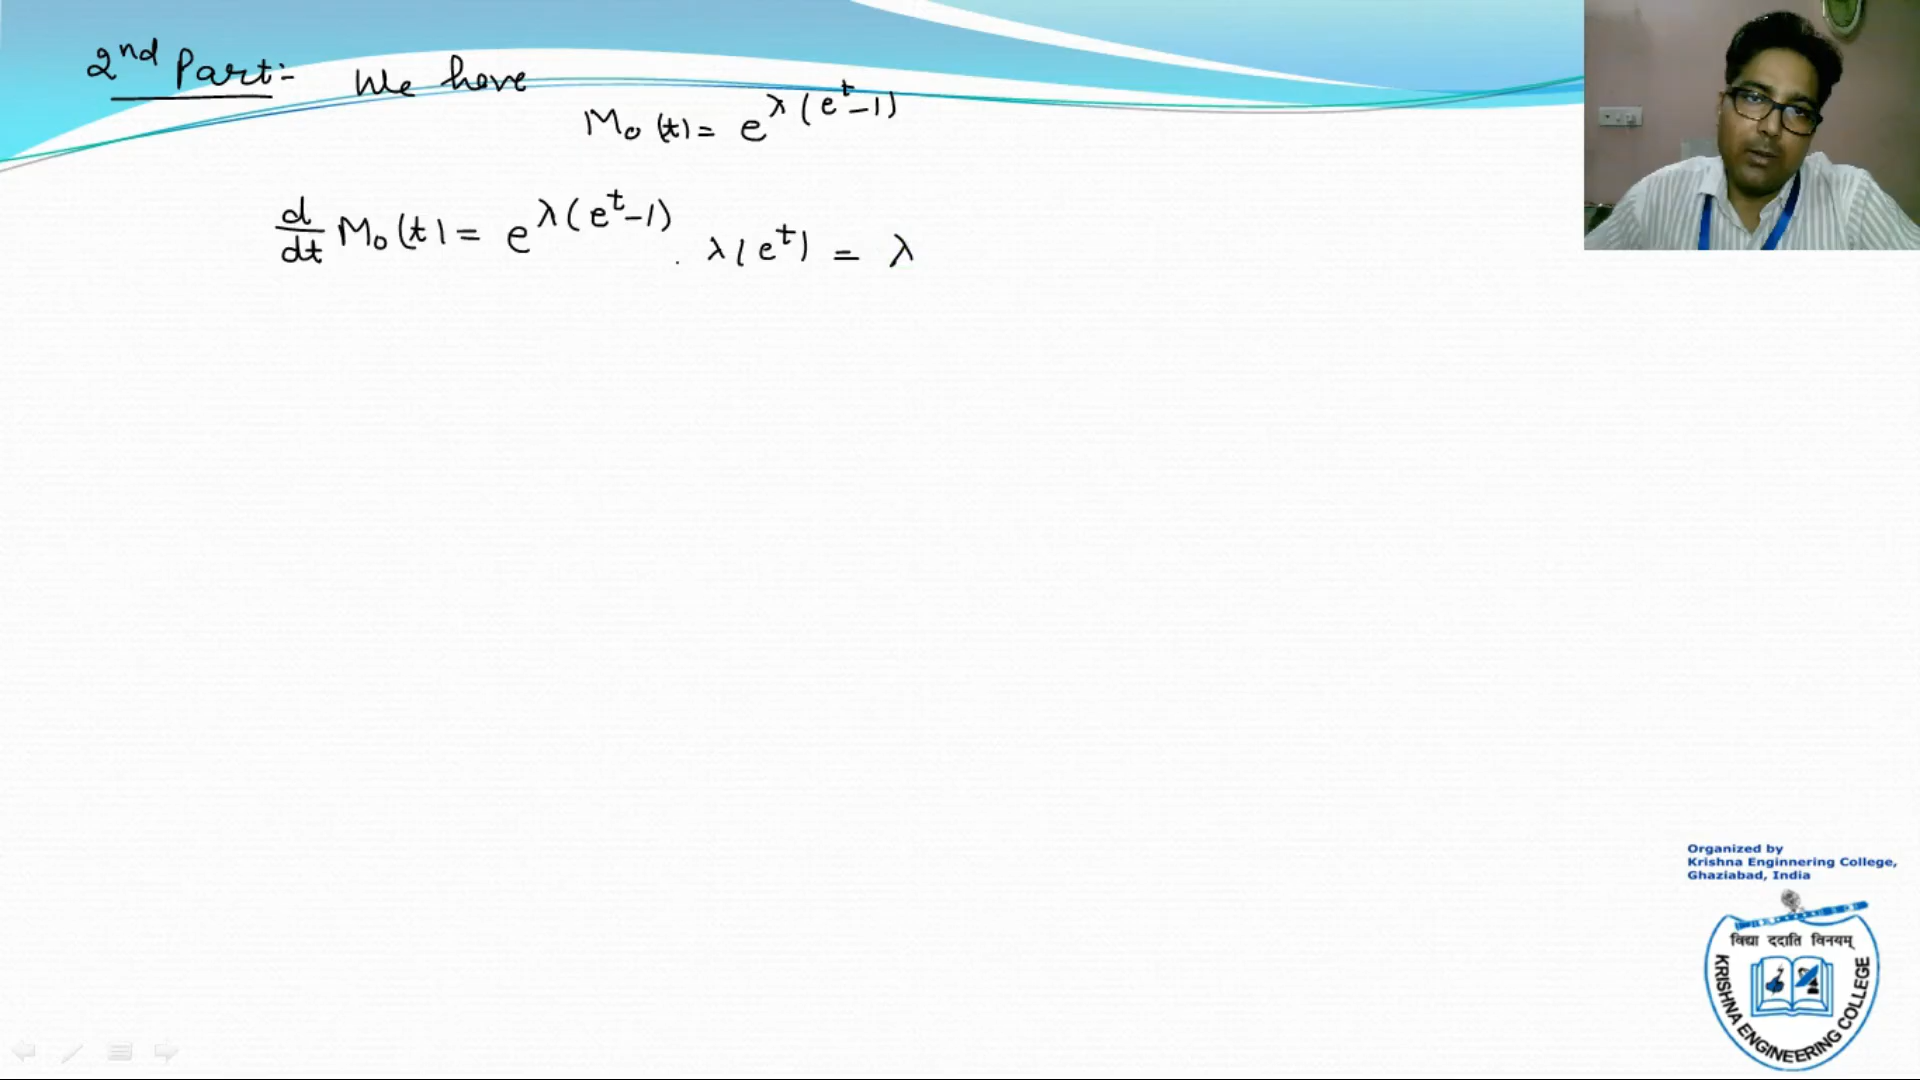 2nd Part:- We have
M₀(t) = e^λ(e^t-1)
d/dt M₀(t) = e^λ(e^t-1) . λ(e^t) = λ
Organized by
Krishna Enginnering College,
Ghaziabad, India
विद्या ददाति विनयम्
KRISHNA ENGINEERING COLLEGE